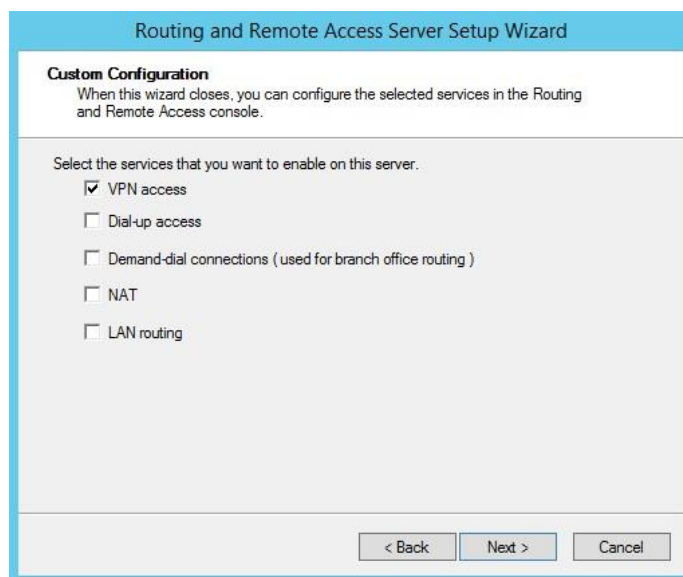 Routing and Remote Access Server Setup Wizard
Custom Configuration
When this wizard closes, you can configure the selected services in the Routing
and Remote Access console.
Select the services that you want to enable on this server.
VPN access
Dial-up access
Demand-dial connections ( used for branch office routing )
NAT
LAN routing
< Back Next > Cancel